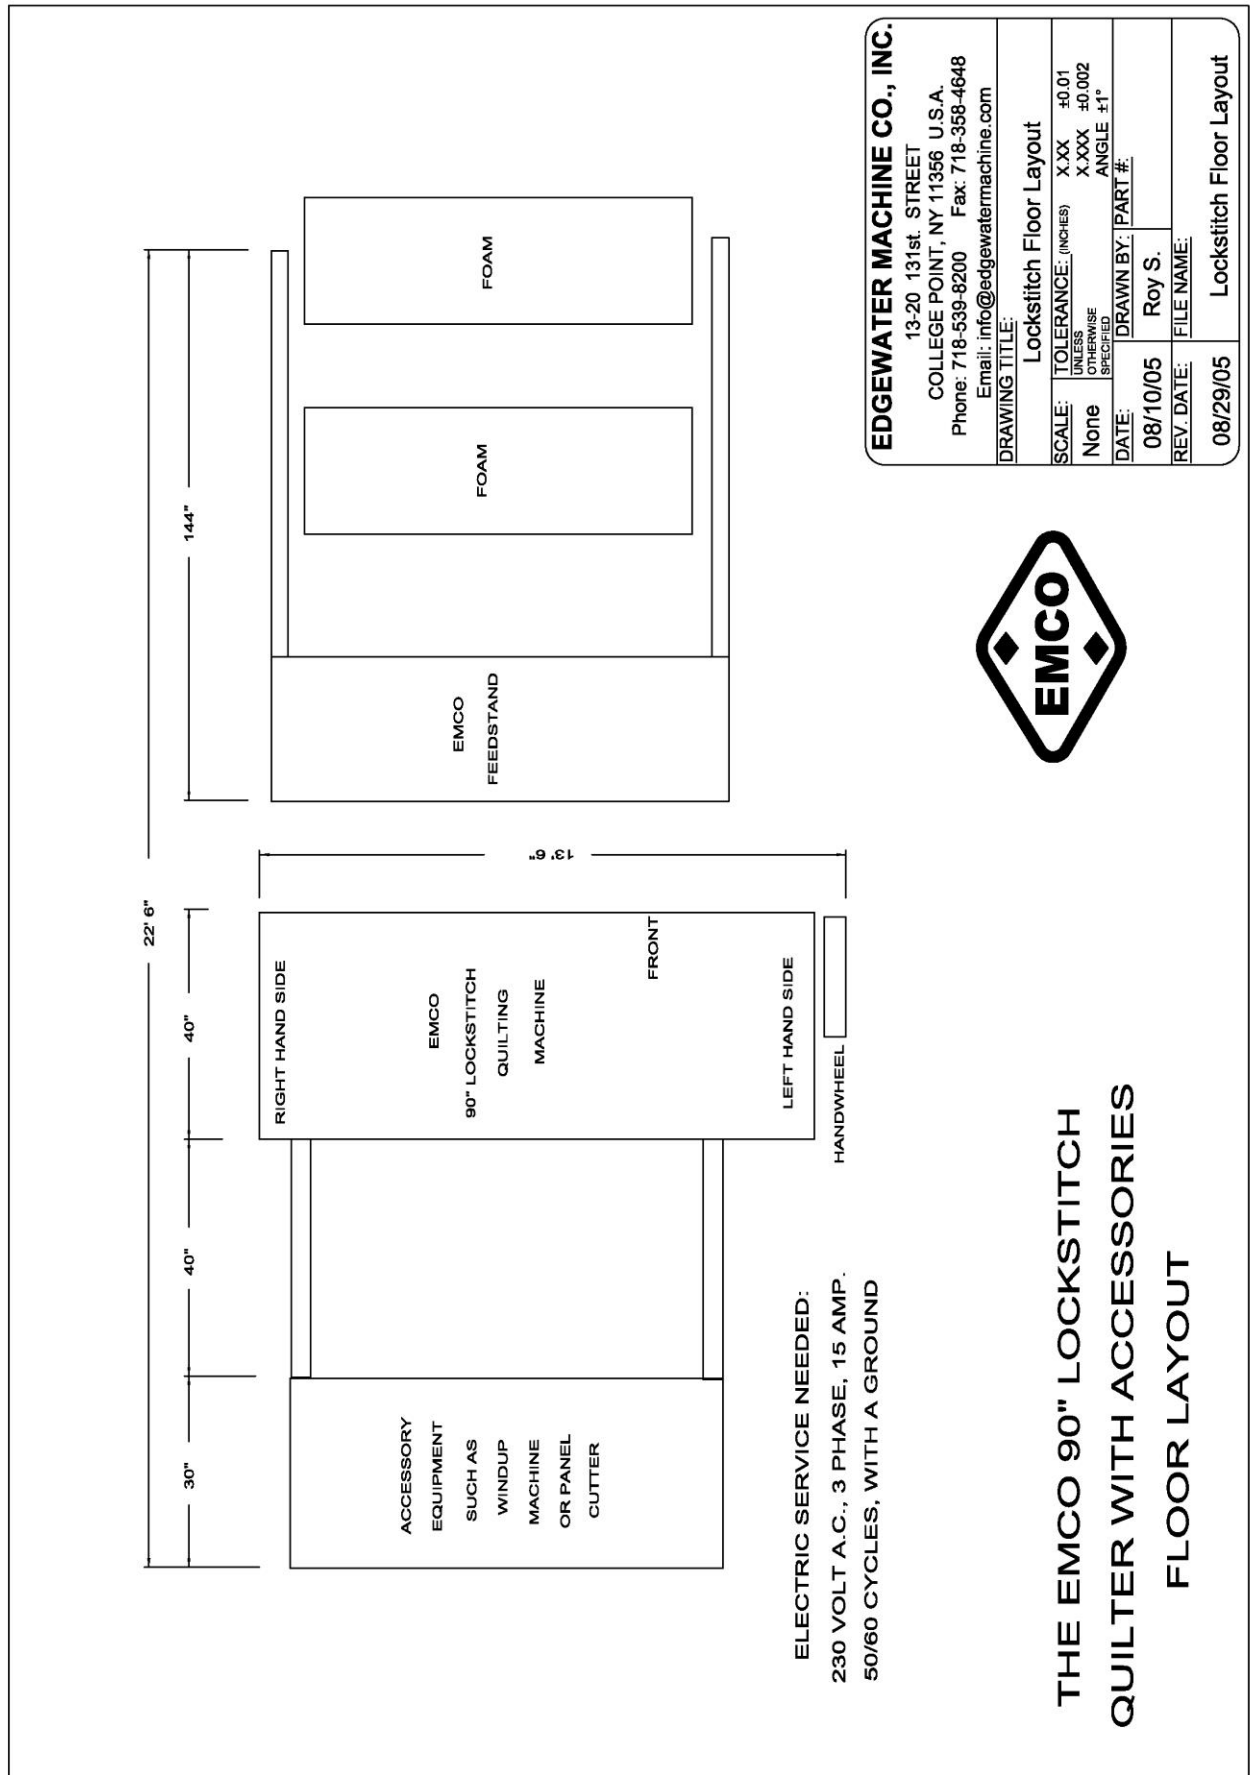 22' 6"
30"
40"
40"
144"
13' 6"
ACCESSORY
EQUIPMENT
SUCH AS
WINDUP
MACHINE
OR PANEL
CUTTER
RIGHT HAND SIDE
EMCO
90" LOCKSTITCH
QUILTING
MACHINE
FRONT
LEFT HAND SIDE
HANDWHEEL
EMCO
FEEDSTAND
FOAM
FOAM
ELECTRIC SERVICE NEEDED:
230 VOLT A.C., 3 PHASE, 15 AMP.
50/60 CYCLES, WITH A GROUND
THE EMCO 90" LOCKSTITCH
QUILTER WITH ACCESSORIES
FLOOR LAYOUT
EMCO
EDGEWATER MACHINE CO., INC.
13-20 131st. STREET
COLLEGE POINT, NY 11356 U.S.A.
Phone: 718-539-8200 Fax: 718-358-4648
Email: info@edgewatermachine.com
DRAWING TITLE:
Lockstitch Floor Layout
SCALE:
None
TOLERANCE: (INCHES)
UNLESS
OTHERWISE
SPECIFIED
X.XX ±0.01
X.XXX ±0.002
ANGLE ±1°
DATE:
08/10/05
DRAWN BY:
Roy S.
PART #:
REV. DATE:
08/29/05
FILE NAME:
Lockstitch Floor Layout